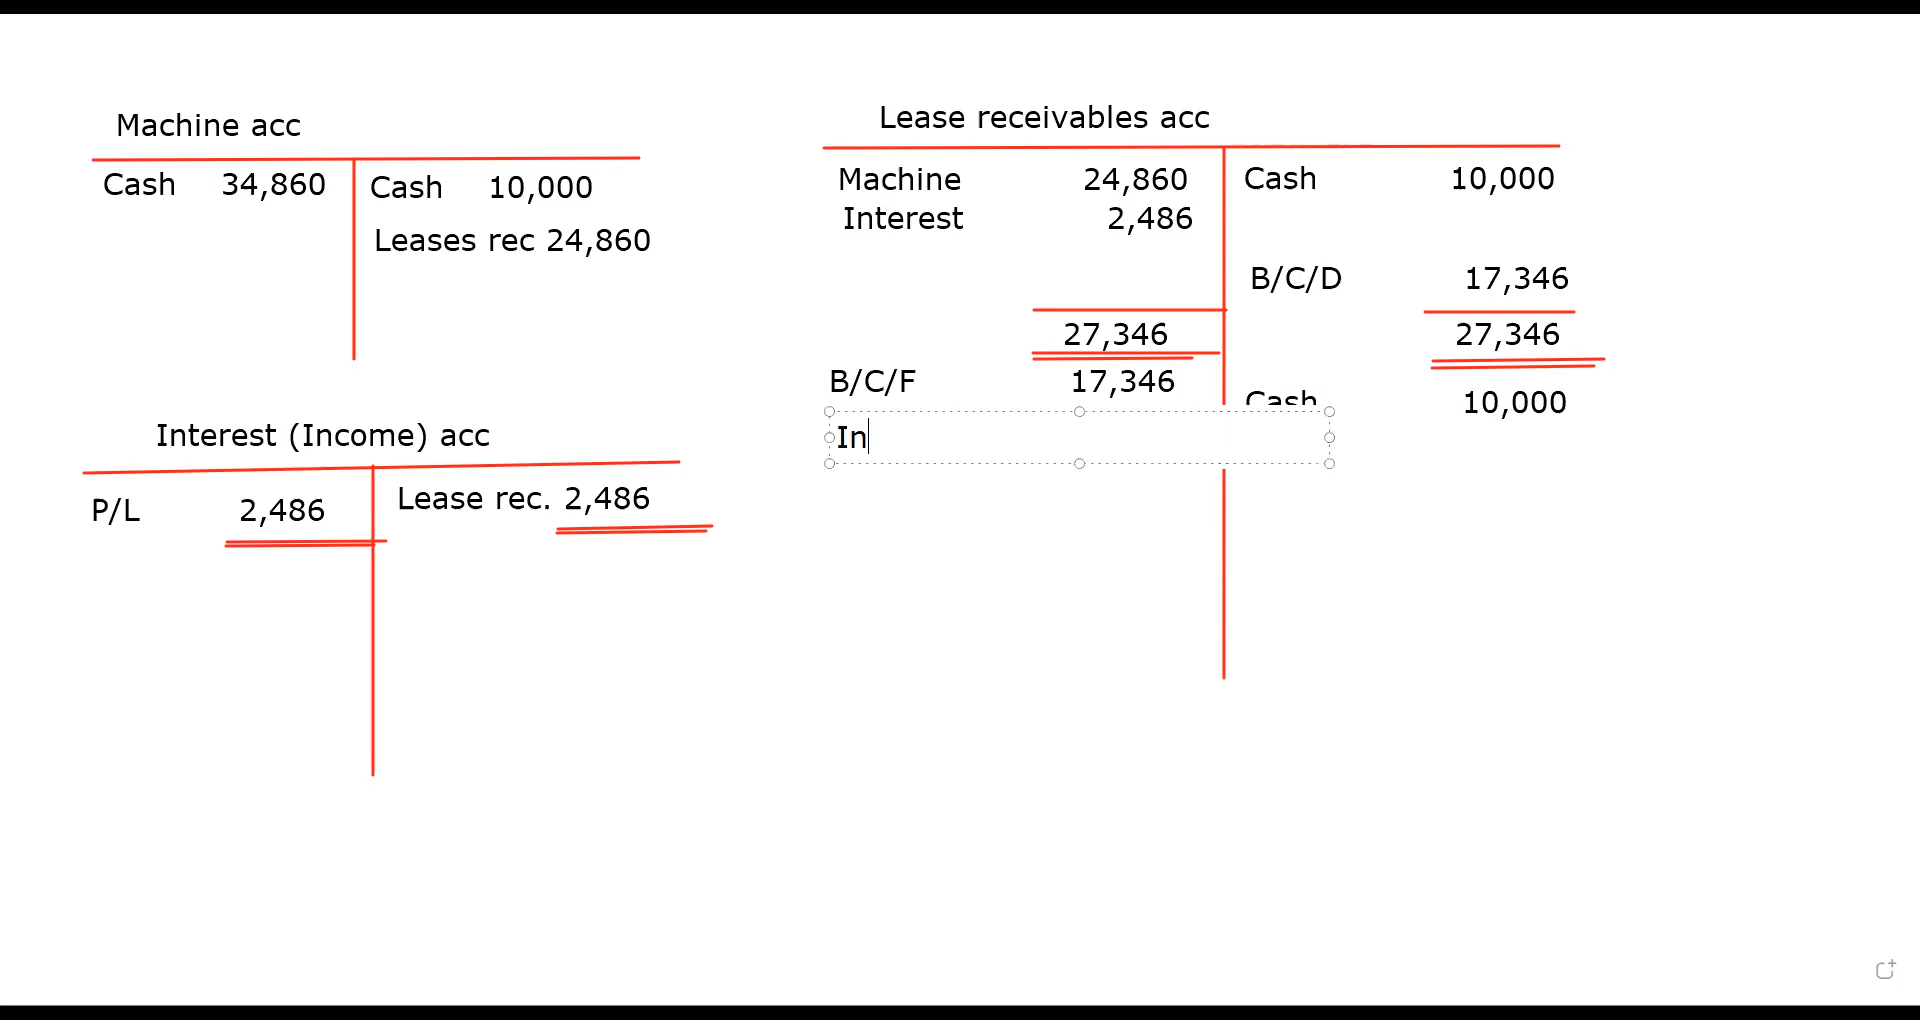 Machine acc
Cash 34,860 Cash 10,000
Leases rec 24,860
Interest (Income) acc
P/L 2,486 Lease rec. 2,486
Lease receivables acc
Machine 24,860 Cash 10,000
Interest 2,486
B/C/D 17,346
27,346 27,346
B/C/F 17,346 Cash 10,000
In